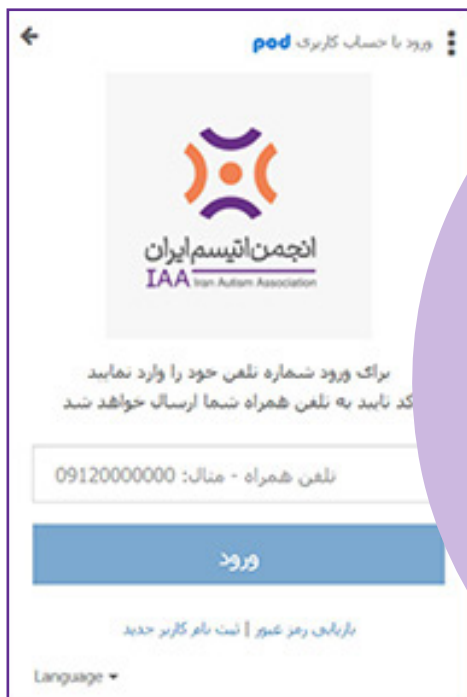 ورود با حساب کاربری pod
انجمن اتیسم ایران
IAA Iran Autism Association
برای ورود شماره تلفن خود را وارد نمایید
کد تایید به تلفن همراه شما ارسال خواهد شد
تلفن همراه - مثال: 09120000000
ورود
بازیابی رمز عبور | ثبت نام کاربر جدید
Language